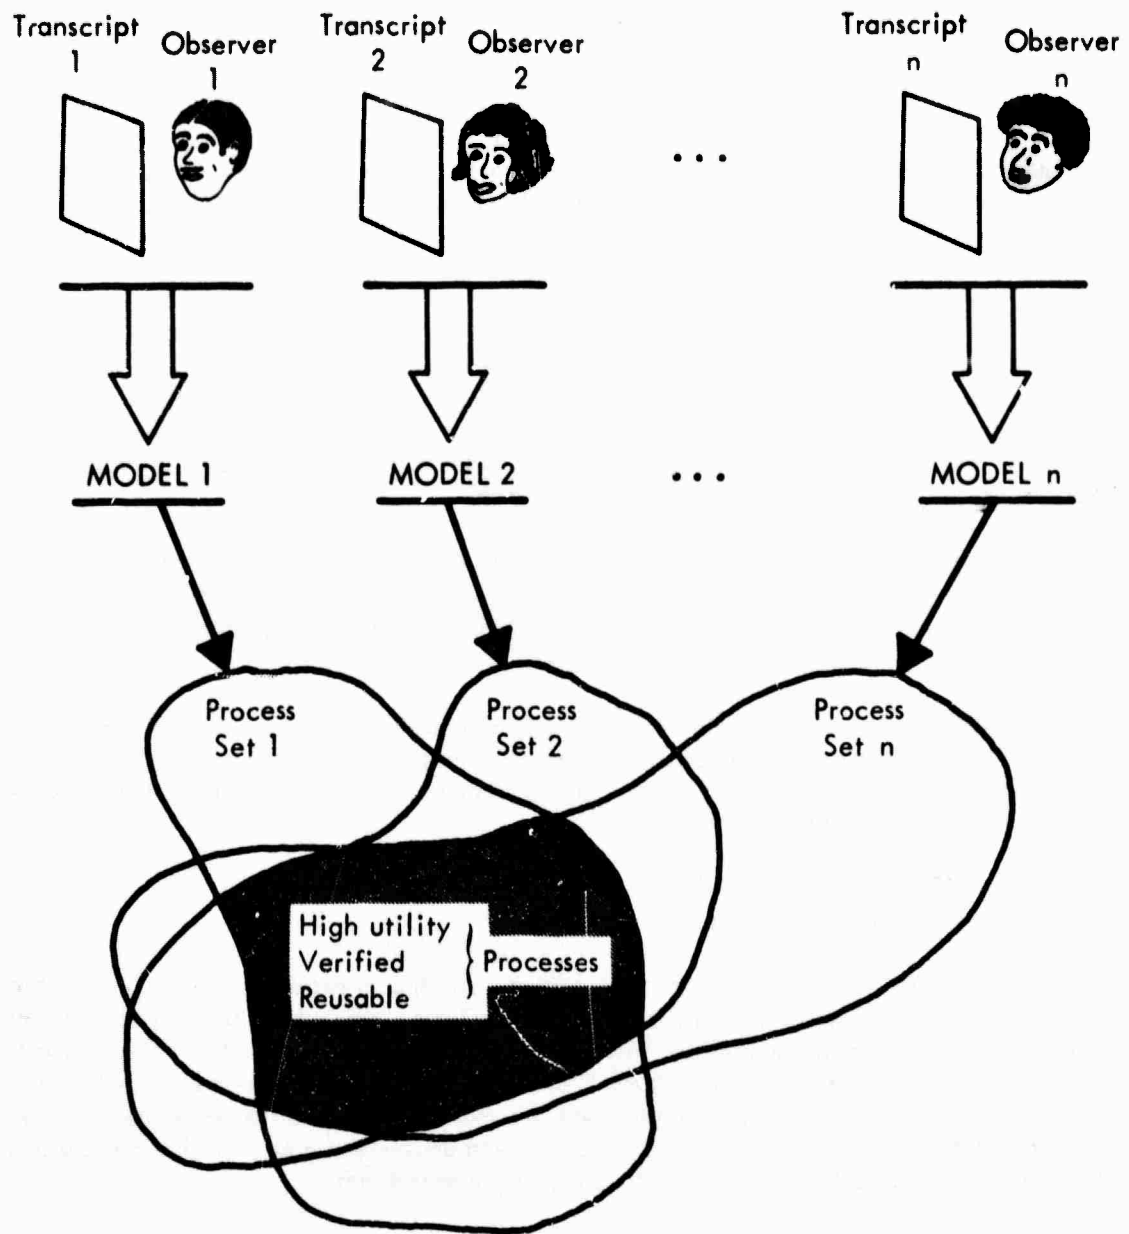 Transcript
1
Observer
1
Transcript
2
Observer
2
...
Transcript
n
Observer
n
MODEL 1
MODEL 2
...
MODEL n
Process
Set 1
Process
Set 2
Process
Set n
High utility
Verified
Reusable
Processes